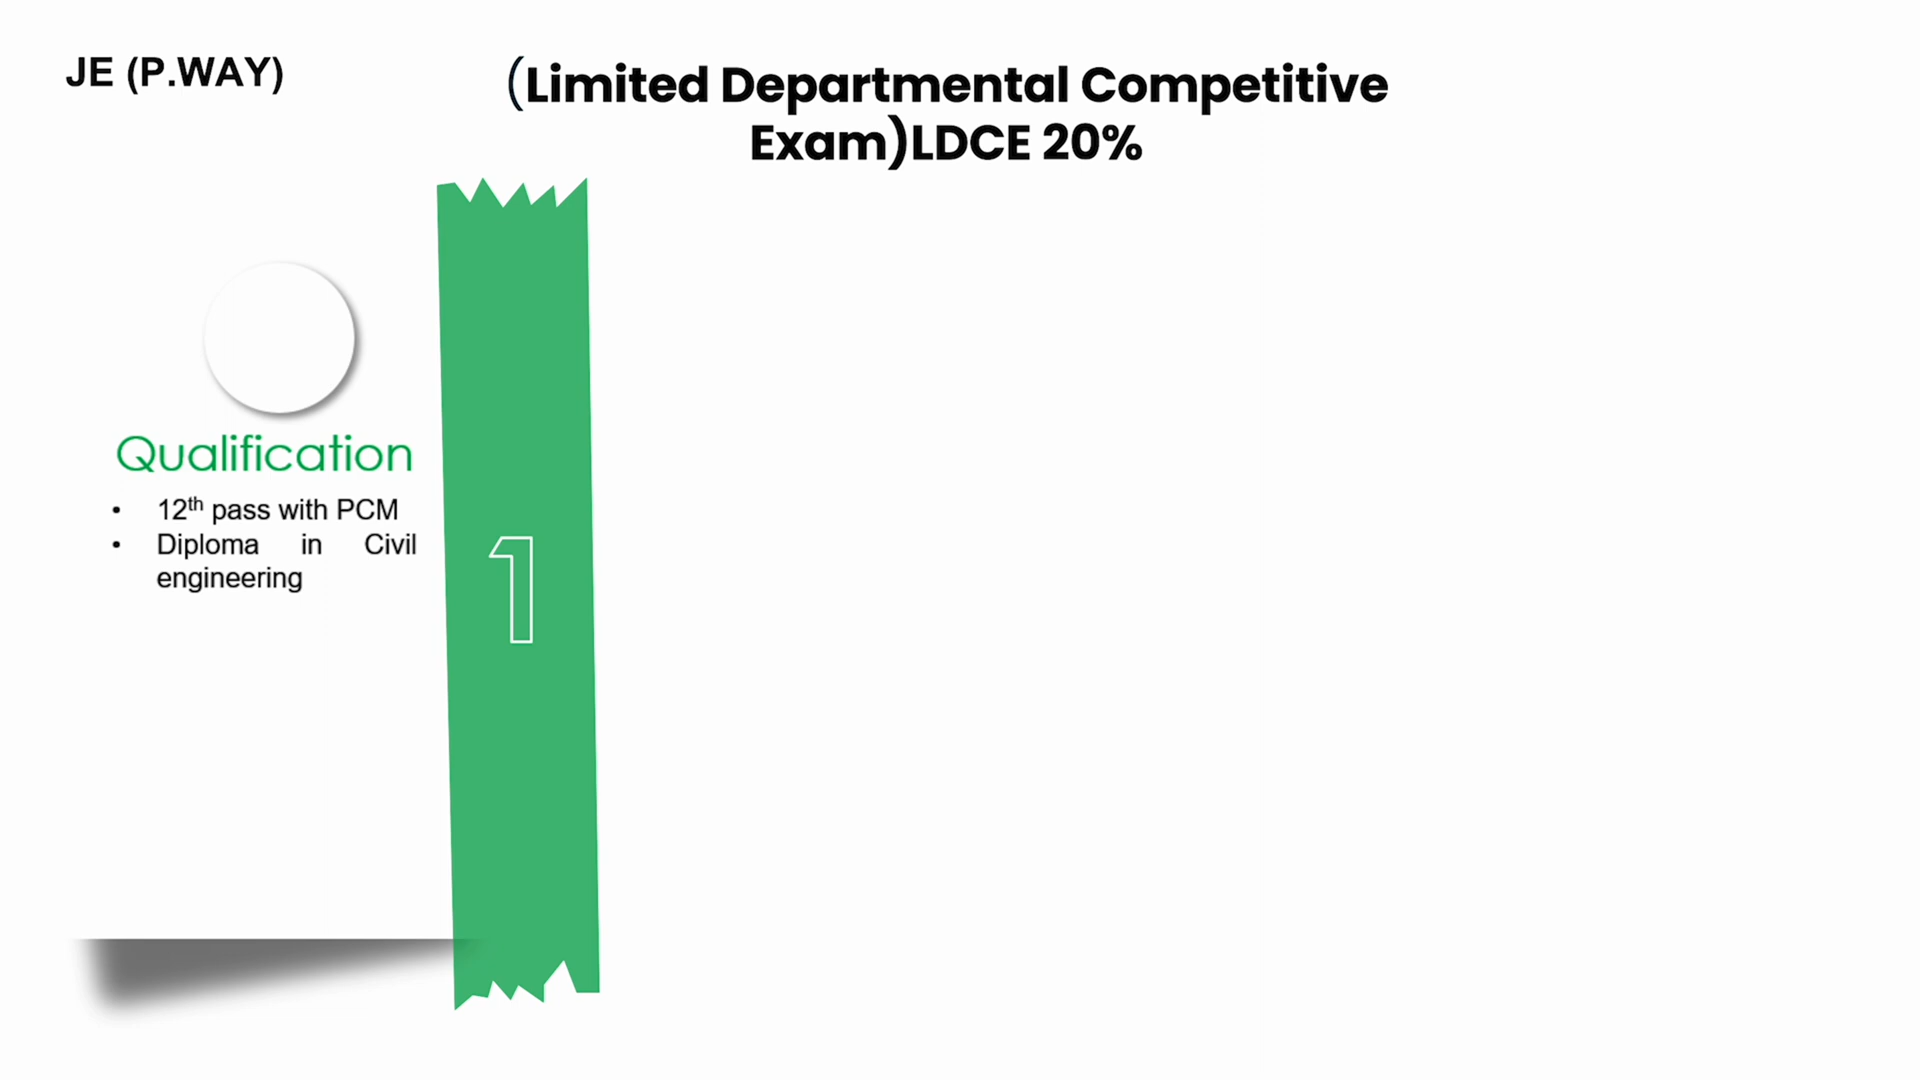 JE (P.WAY)
(Limited Departmental Competitive
Exam)LDCE 20%
Qualification
• 12th pass with PCM
• Diploma in Civil
engineering
1